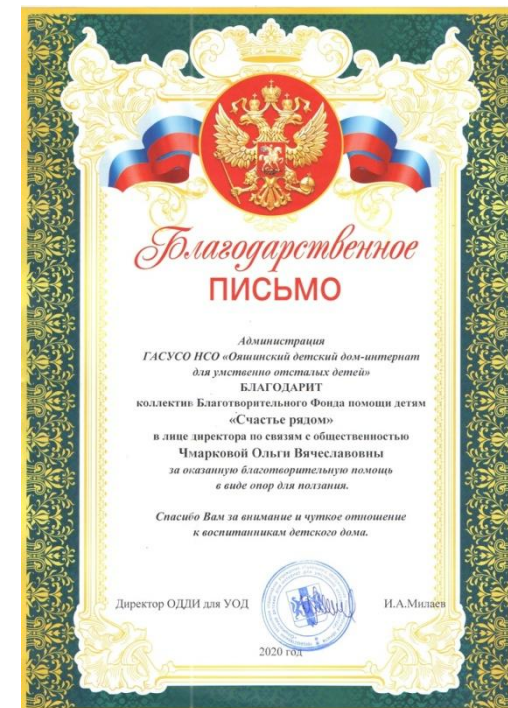 Благодарственное
ПИСЬМО
Администрация
ГАСУСО НСО «Ояшинский детский дом-интернат
для умственно отсталых детей»
БЛАГОДАРИТ
коллектив Благотворительного Фонда помощи детям
«Счастье рядом»
в лице директора по связям с общественностью
Чмарковой Ольги Вячеславовны
за оказанную благотворительную помощь
в виде опор для ползания.
Спасибо Вам за внимание и чуткое отношение
к воспитанникам детского дома.
Директор ОДДИ для УОД И.А.Милаев
2020 год